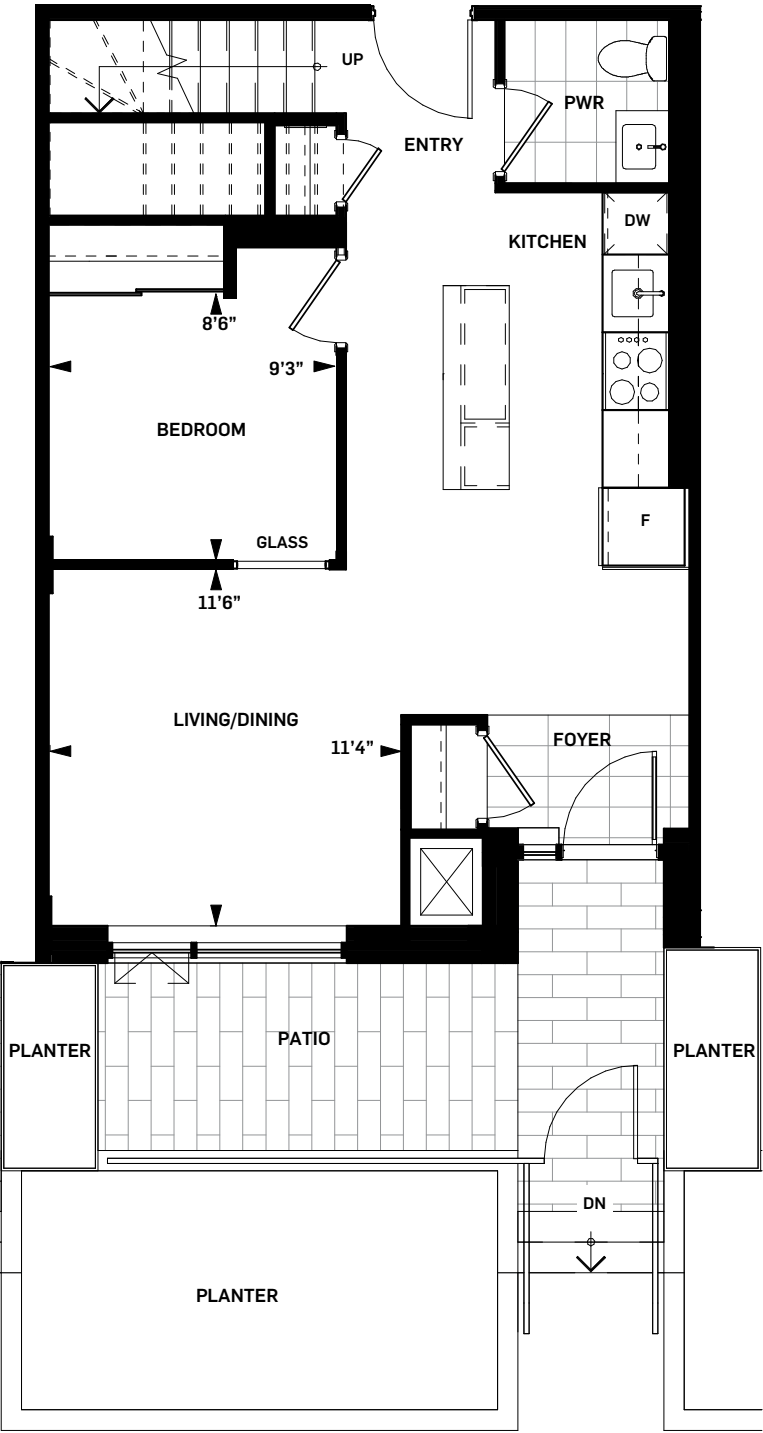 UP
PWR
ENTRY
DW
KITCHEN
8'6”
9'3”
BEDROOM
F
GLASS
11'6”
LIVING/DINING
FOYER
11'4”
PATIO
PLANTER
PLANTER
DN
PLANTER